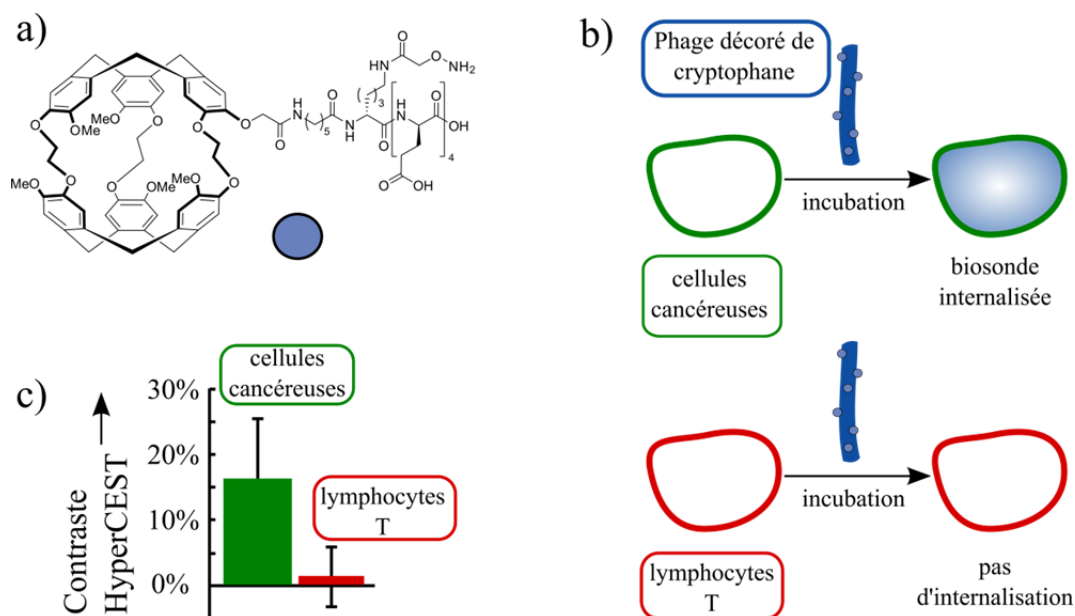 a)
OMe
MeO
O
O
O
OMe
O
O
O
O
H
N
5
O
N
H
HN
O
O
NH₂
3
O
H
N
O
OH
4
O
OH
MeO
O
MeO
O
OMe
O
b)
Phage décoré de
cryptophane
incubation
cellules
cancéreuses
biosonde
internalisée
incubation
lymphocytes
T
pas
d'internalisation
c)
Contraste
HyperCEST
30%
20%
10%
0%
cellules
cancéreuses
lymphocytes
T